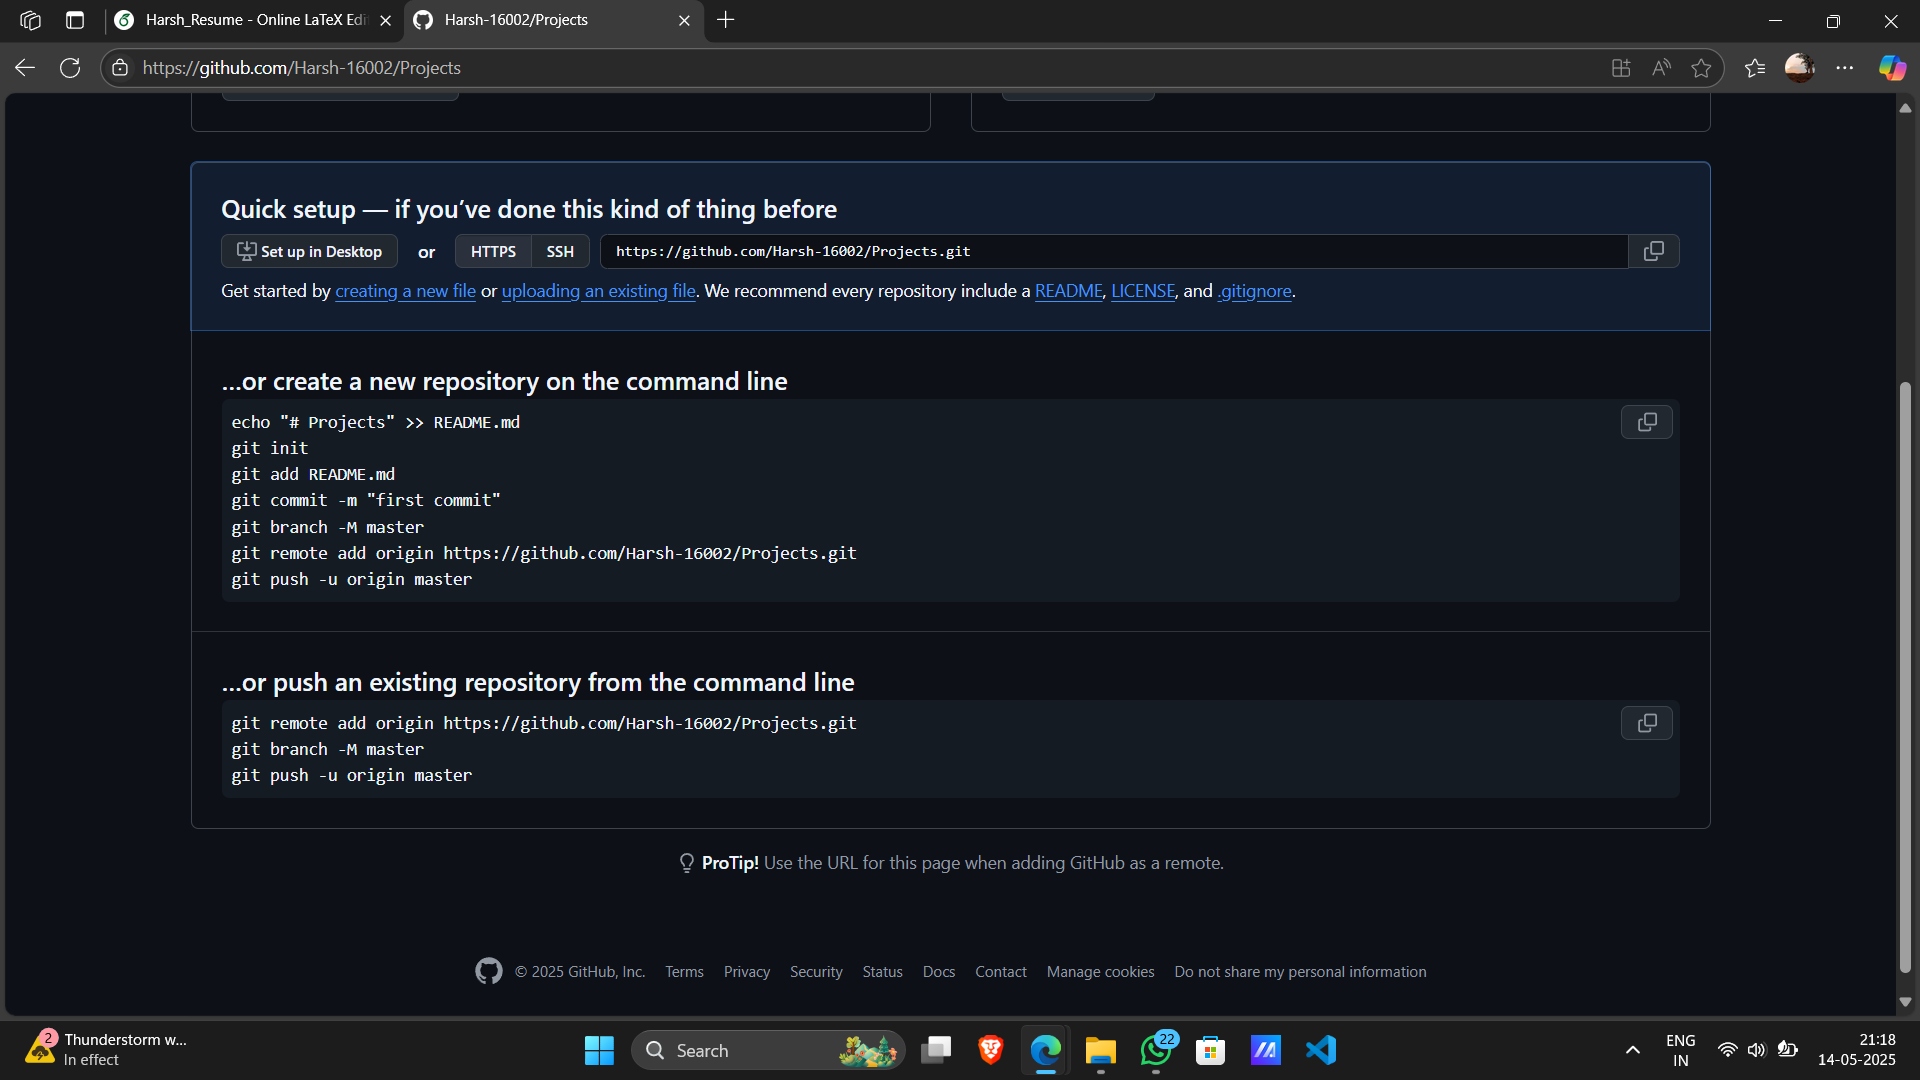 Harsh_Resume - Online LaTeX Edi
Harsh-16002/Projects
https://github.com/Harsh-16002/Projects
Quick setup — if you’ve done this kind of thing before
Set up in Desktop or HTTPS SSH https://github.com/Harsh-16002/Projects.git
Get started by creating a new file or uploading an existing file. We recommend every repository include a README, LICENSE, and .gitignore.
…or create a new repository on the command line
echo "# Projects" >> README.md
git init
git add README.md
git commit -m "first commit"
git branch -M master
git remote add origin https://github.com/Harsh-16002/Projects.git
git push -u origin master
…or push an existing repository from the command line
git remote add origin https://github.com/Harsh-16002/Projects.git
git branch -M master
git push -u origin master
ProTip! Use the URL for this page when adding GitHub as a remote.
© 2025 GitHub, Inc. Terms Privacy Security Status Docs Contact Manage cookies Do not share my personal information
2
Thunderstorm w...
In effect
Search
22
ENG
IN
21:18
14-05-2025